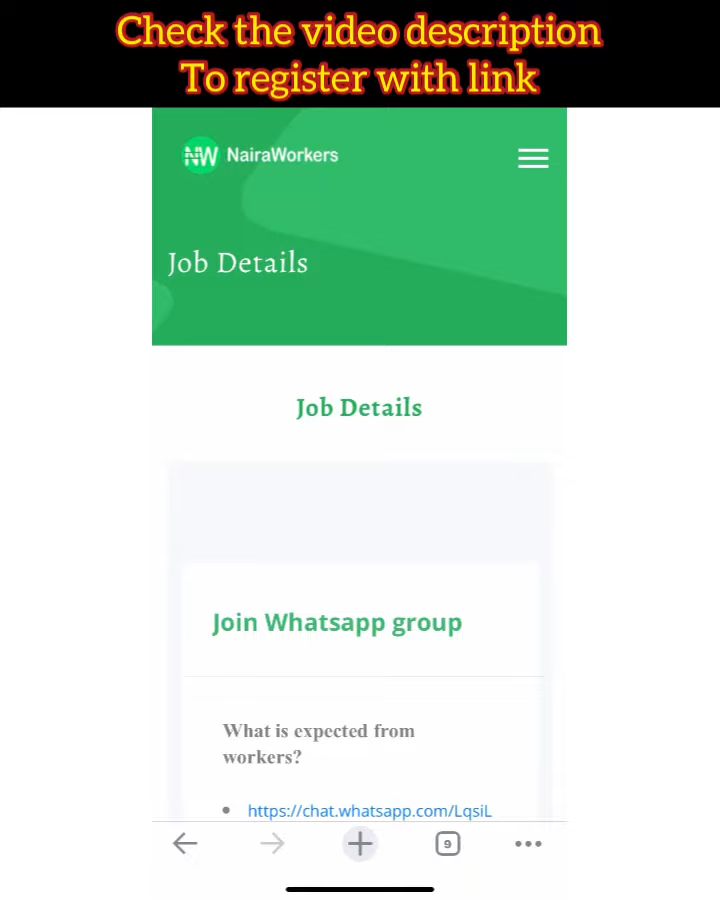 Check the video description
To register with link
NW NairaWorkers
Job Details
Job Details
Join Whatsapp group
What is expected from
workers?
https://chat.whatsapp.com/LqsiL
9